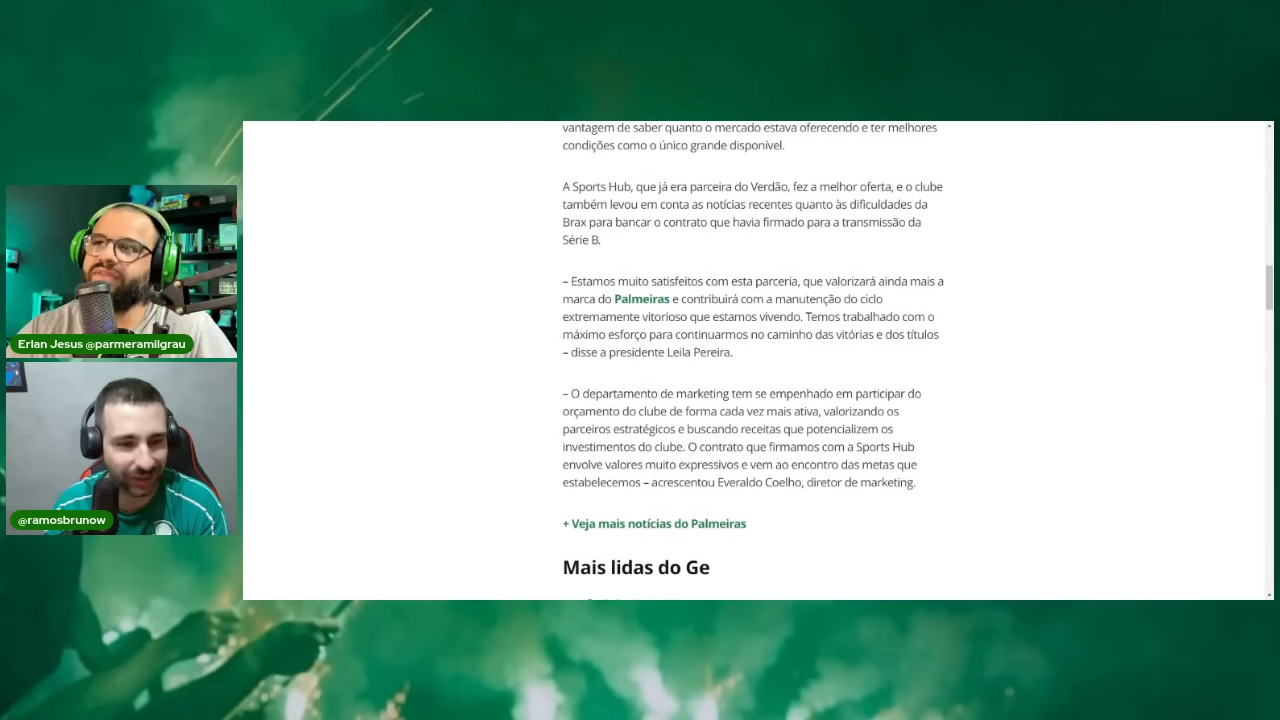 vantagem de saber quanto o mercado estava oferecendo e ter melhores
condições como o único grande disponível.
A Sports Hub, que já era parceira do Verdão, fez a melhor oferta, e o clube
também levou em conta as notícias recentes quanto às dificuldades da
Brax para bancar o contrato que havia firmado para a transmissão da
Série B.
– Estamos muito satisfeitos com esta parceria, que valorizará ainda mais a
marca do Palmeiras e contribuirá com a manutenção do ciclo
extremamente vitorioso que estamos vivendo. Temos trabalhado com o
máximo esforço para continuarmos no caminho das vitórias e dos títulos
– disse a presidente Leila Pereira.
– O departamento de marketing tem se empenhado em participar do
orçamento do clube de forma cada vez mais ativa, valorizando os
parceiros estratégicos e buscando receitas que potencializem os
investimentos do clube. O contrato que firmamos com a Sports Hub
envolve valores muito expressivos e vem ao encontro das metas que
estabelecemos – acrescentou Everaldo Coelho, diretor de marketing.
+ Veja mais notícias do Palmeiras
Mais lidas do Ge
Erlan Jesus @parmeramilgrau
@ramosbrunow